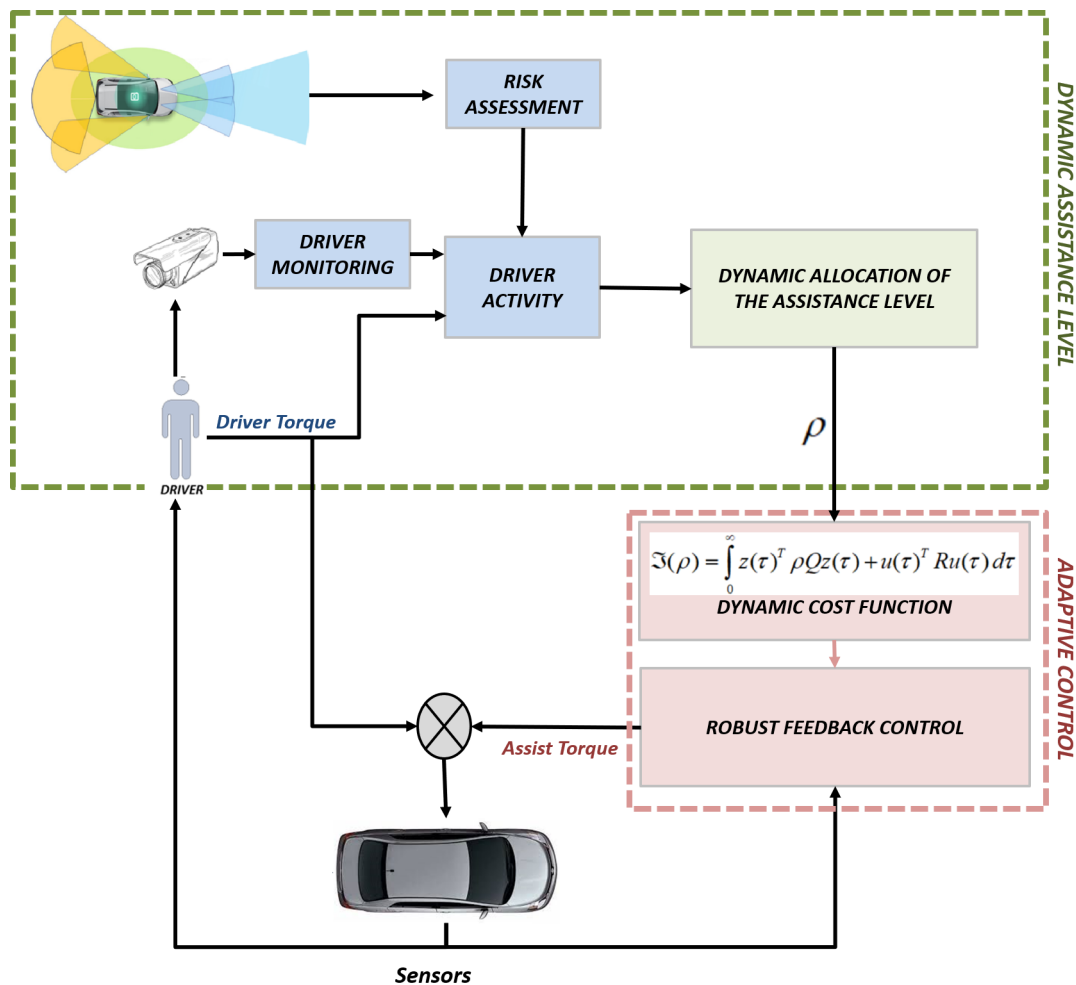 RISK
ASSESSMENT
DYNAMIC ASSISTANCE LEVEL
DRIVER
MONITORING
DRIVER
ACTIVITY
DYNAMIC ALLOCATION OF
THE ASSISTANCE LEVEL
Driver Torque
DRIVER
ρ
ℑ(ρ) = ∫₀^∞ z(τ)ᵀ ρQz(τ) + u(τ)ᵀ Ru(τ) dτ
DYNAMIC COST FUNCTION
ADAPTIVE CONTROL
ROBUST FEEDBACK CONTROL
Assist Torque
Sensors